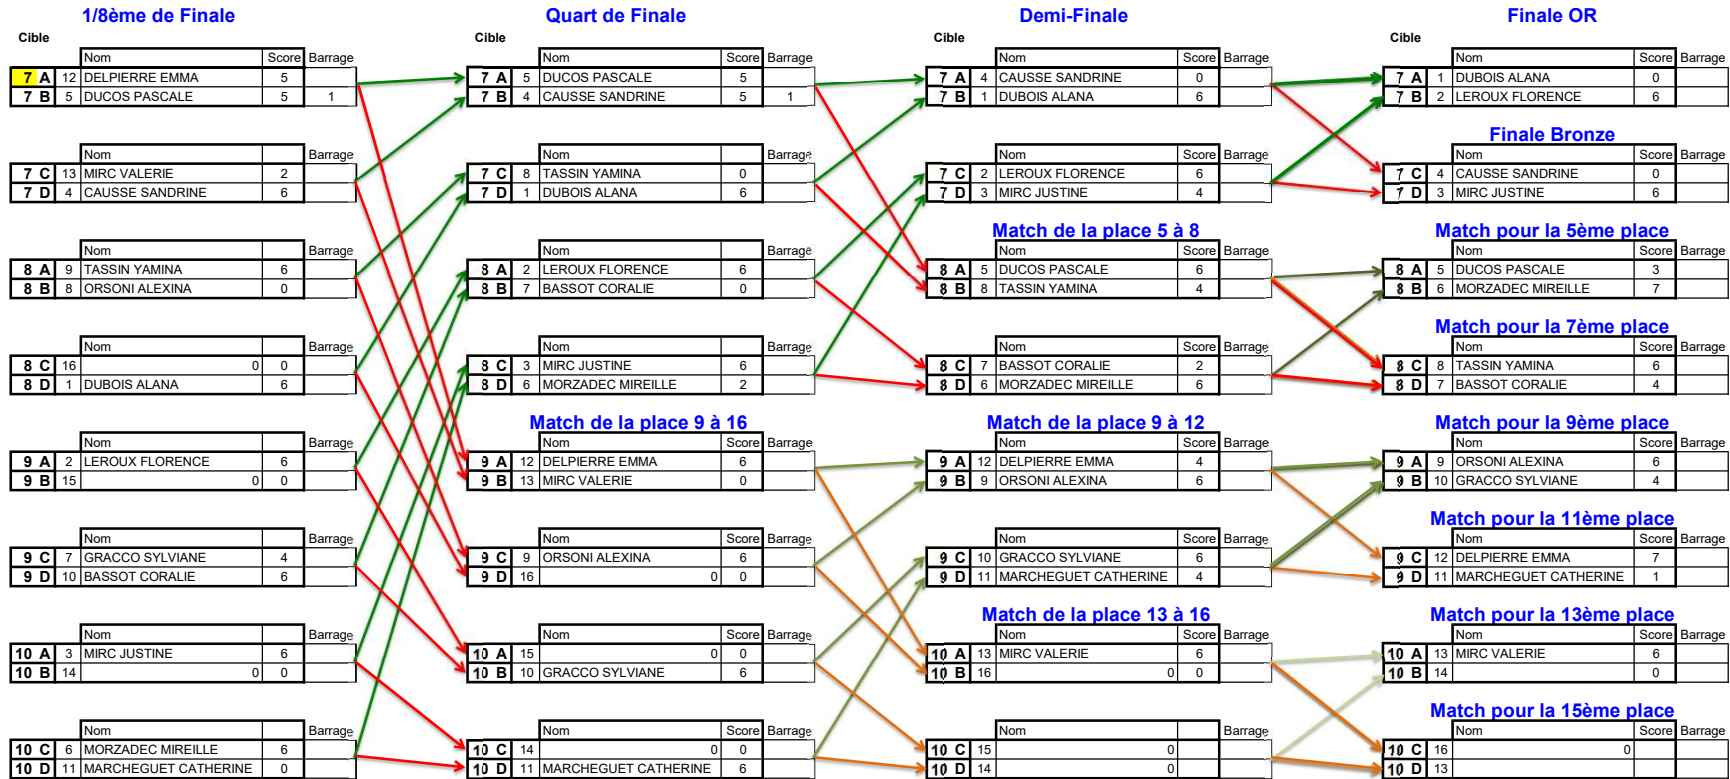 1/8ème de Finale Quart de Finale Demi-Finale Finale OR
Cible Cible Cible Cible
Nom Score Barrage Nom Score Barrage Nom Score Barrage Nom Score Barrage
7 A 12 DELPIERRE EMMA 5 7 A 5 DUCOS PASCALE 5 7 A 4 CAUSSE SANDRINE 0 7 A 1 DUBOIS ALANA 0
7 B 5 DUCOS PASCALE 5 1 7 B 4 CAUSSE SANDRINE 5 1 7 B 1 DUBOIS ALANA 6 7 B 2 LEROUX FLORENCE 6
Finale Bronze
Nom Barrage Nom Score Barrage Nom Score Barrage Nom Score Barrage
7 C 13 MIRC VALERIE 2 7 C 8 TASSIN YAMINA 0 7 C 2 LEROUX FLORENCE 6 7 C 4 CAUSSE SANDRINE 0
7 D 4 CAUSSE SANDRINE 6 7 D 1 DUBOIS ALANA 6 7 D 3 MIRC JUSTINE 4 7 D 3 MIRC JUSTINE 6
Match de la place 5 à 8 Match pour la 5ème place
Nom Barrage Nom Score Barrage Nom Score Barrage Nom Score Barrage
8 A 9 TASSIN YAMINA 6 8 A 2 LEROUX FLORENCE 6 8 A 5 DUCOS PASCALE 6 8 A 5 DUCOS PASCALE 3
8 B 8 ORSONI ALEXINA 0 8 B 7 BASSOT CORALIE 0 8 B 8 TASSIN YAMINA 4 8 B 6 MORZADEC MIREILLE 7
Match pour la 7ème place
Nom Barrage Nom Score Barrage Nom Score Barrage Nom Score Barrage
8 C 16 0 0 8 C 3 MIRC JUSTINE 6 8 C 7 BASSOT CORALIE 2 8 C 8 TASSIN YAMINA 6
8 D 1 DUBOIS ALANA 6 8 D 6 MORZADEC MIREILLE 2 8 D 6 MORZADEC MIREILLE 6 8 D 7 BASSOT CORALIE 4
Match de la place 9 à 16 Match de la place 9 à 12 Match pour la 9ème place
Nom Barrage Nom Score Barrage Nom Score Barrage Nom Score Barrage
9 A 2 LEROUX FLORENCE 6 9 A 12 DELPIERRE EMMA 6 9 A 12 DELPIERRE EMMA 4 9 A 9 ORSONI ALEXINA 6
9 B 15 0 0 9 B 13 MIRC VALERIE 0 9 B 9 ORSONI ALEXINA 6 9 B 10 GRACCO SYLVIANE 4
Match pour la 11ème place
Nom Barrage Nom Score Barrage Nom Score Barrage Nom Score Barrage
9 C 7 GRACCO SYLVIANE 4 9 C 9 ORSONI ALEXINA 6 9 C 10 GRACCO SYLVIANE 6 9 C 12 DELPIERRE EMMA 7
9 D 10 BASSOT CORALIE 6 9 D 16 0 0 9 D 11 MARCHEGUET CATHERINE 4 9 D 11 MARCHEGUET CATHERINE 1
Match de la place 13 à 16 Match pour la 13ème place
Nom Barrage Nom Score Barrage Nom Score Barrage Nom Score Barrage
10 A 3 MIRC JUSTINE 6 10 A 15 0 0 10 A 13 MIRC VALERIE 6 10 A 13 MIRC VALERIE 6
10 B 14 0 0 10 B 10 GRACCO SYLVIANE 6 10 B 16 0 0 10 B 14 0
Match pour la 15ème place
Nom Barrage Nom Score Barrage Nom Barrage Nom Score Barrage
10 C 6 MORZADEC MIREILLE 6 10 C 14 0 0 10 C 15 0 10 C 16 0
10 D 11 MARCHEGUET CATHERINE 0 10 D 11 MARCHEGUET CATHERINE 6 10 D 14 0 10 D 13